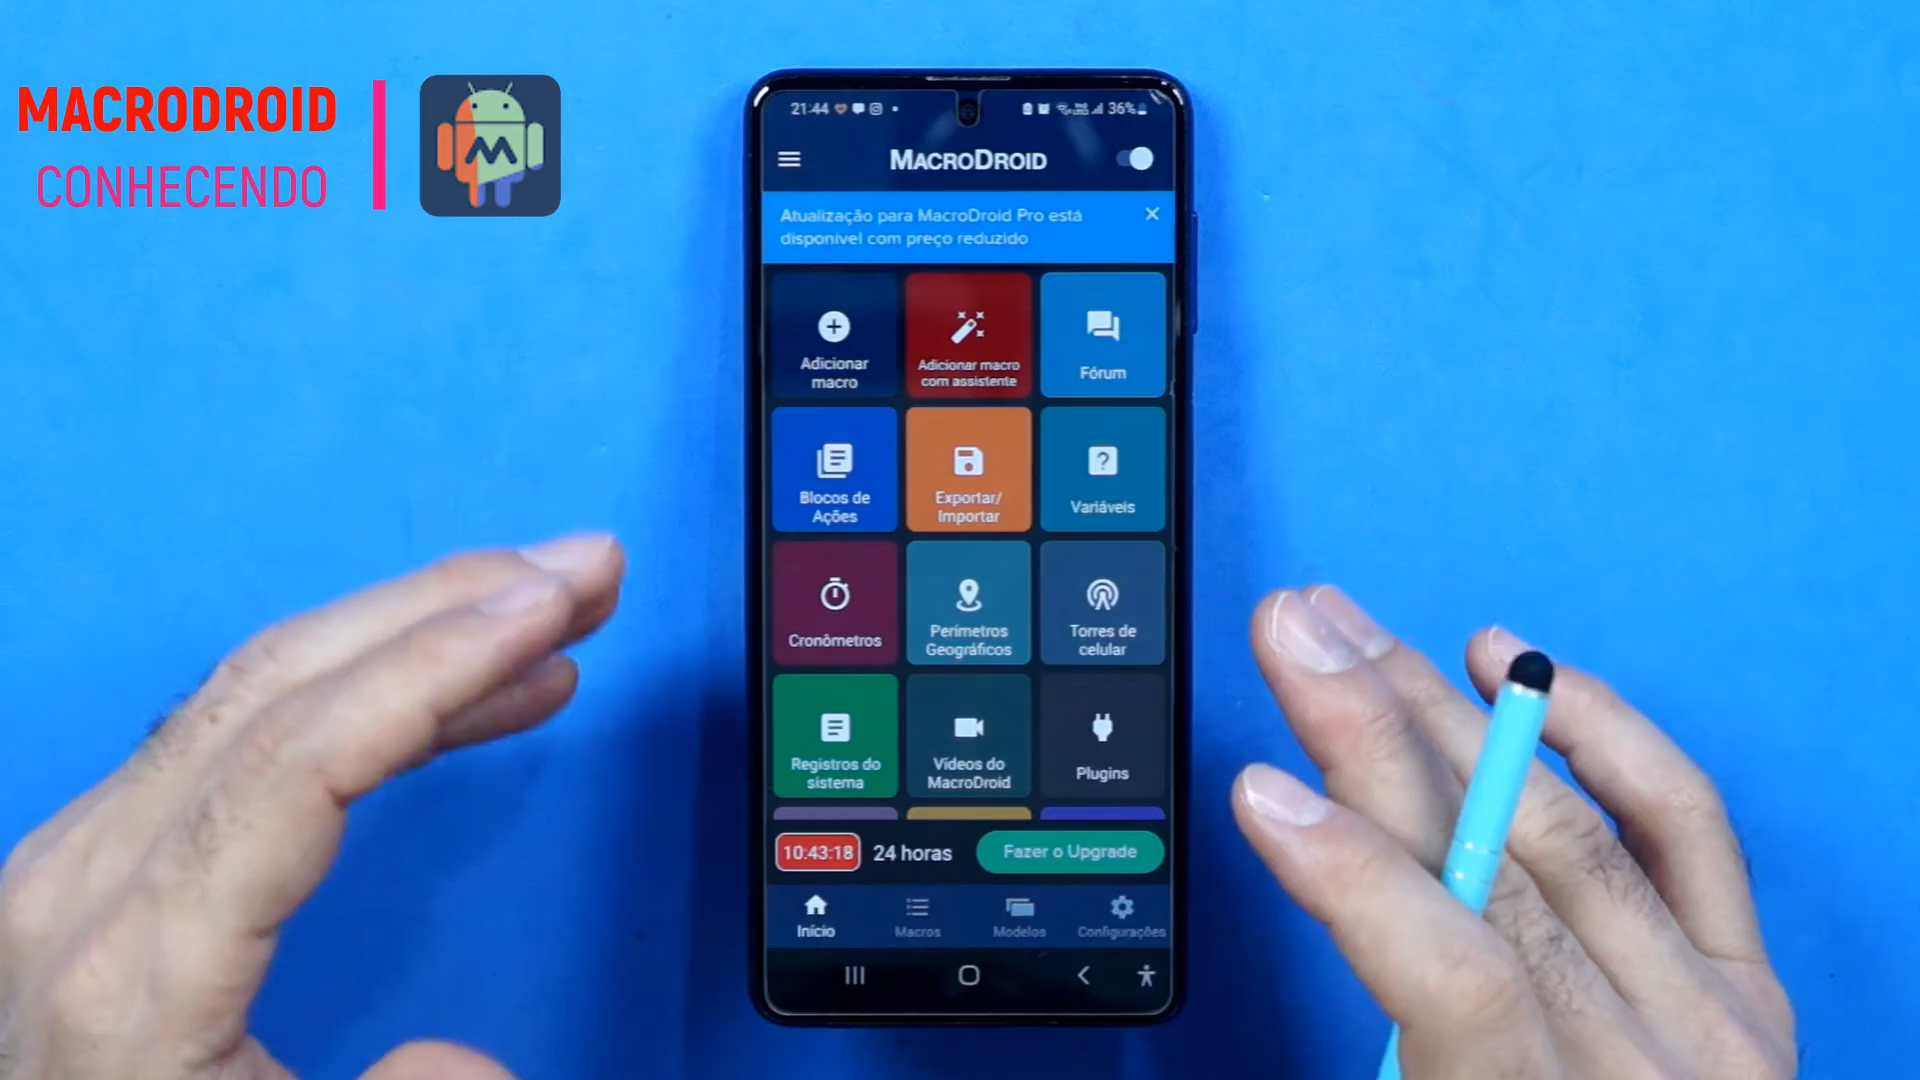 MACRODROID
CONHECENDO
21:44
36%
MACRODROID
Atualização para MacroDroid Pro está
disponível com preço reduzido
Adicionar
macro
Adicionar macro
com assistente
Fórum
Blocos de
Ações
Exportar/
Importar
Variáveis
Cronômetros
Perímetros
Geográficos
Torres de
celular
Registros do
sistema
Vídeos do
MacroDroid
Plugins
10:43:18
24 horas
Fazer o Upgrade
Início
Macros
Modelos
Configurações